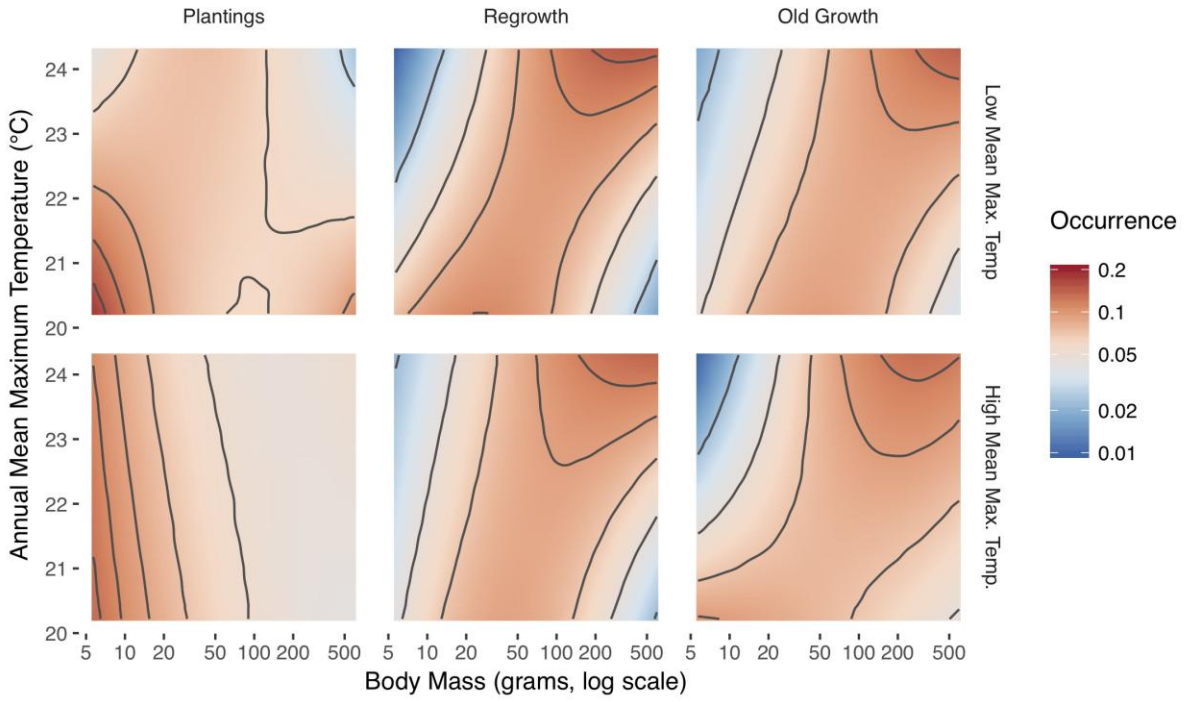 Plantings Regrowth Old Growth
Annual Mean Maximum Temperature (°C)
24
23
22
21
20
24
23
22
21
20
Low Mean Max. Temp
High Mean Max. Temp.
5 10 20 50 100 200 500 5 10 20 50 100 200 500 5 10 20 50 100 200 500
Body Mass (grams, log scale)
Occurrence
0.2
0.1
0.05
0.02
0.01